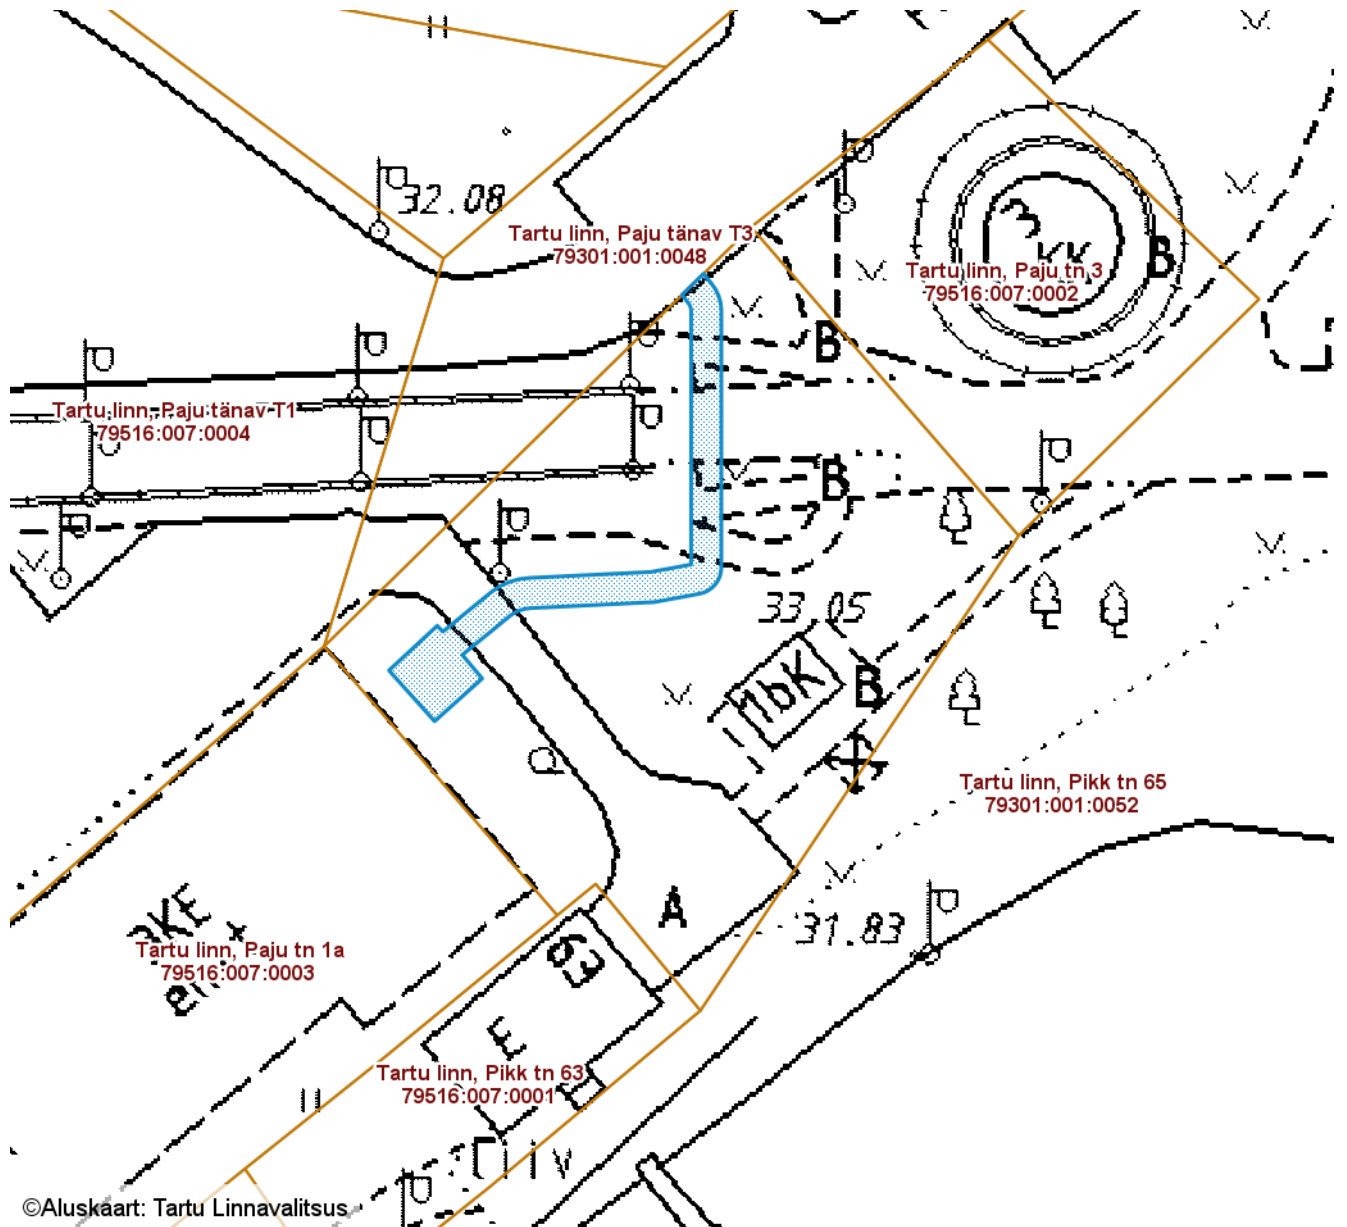 32.08
Tartu linn, Paju tänav T3
79301:001:0048
3
KK
B
Tartu linn, Paju tn 3
79516:007:0002
B
Tartu linn, Paju tänav T1
79516:007:0004
B
33.05
1bK
B
Tartu linn, Pikk tn 65
79301:001:0052
A
31.83
63
Tartu linn, Paju tn 1a
79516:007:0003
E
Tartu linn, Pikk tn 63
79516:007:0001
©Aluskaart: Tartu Linnavalitsus